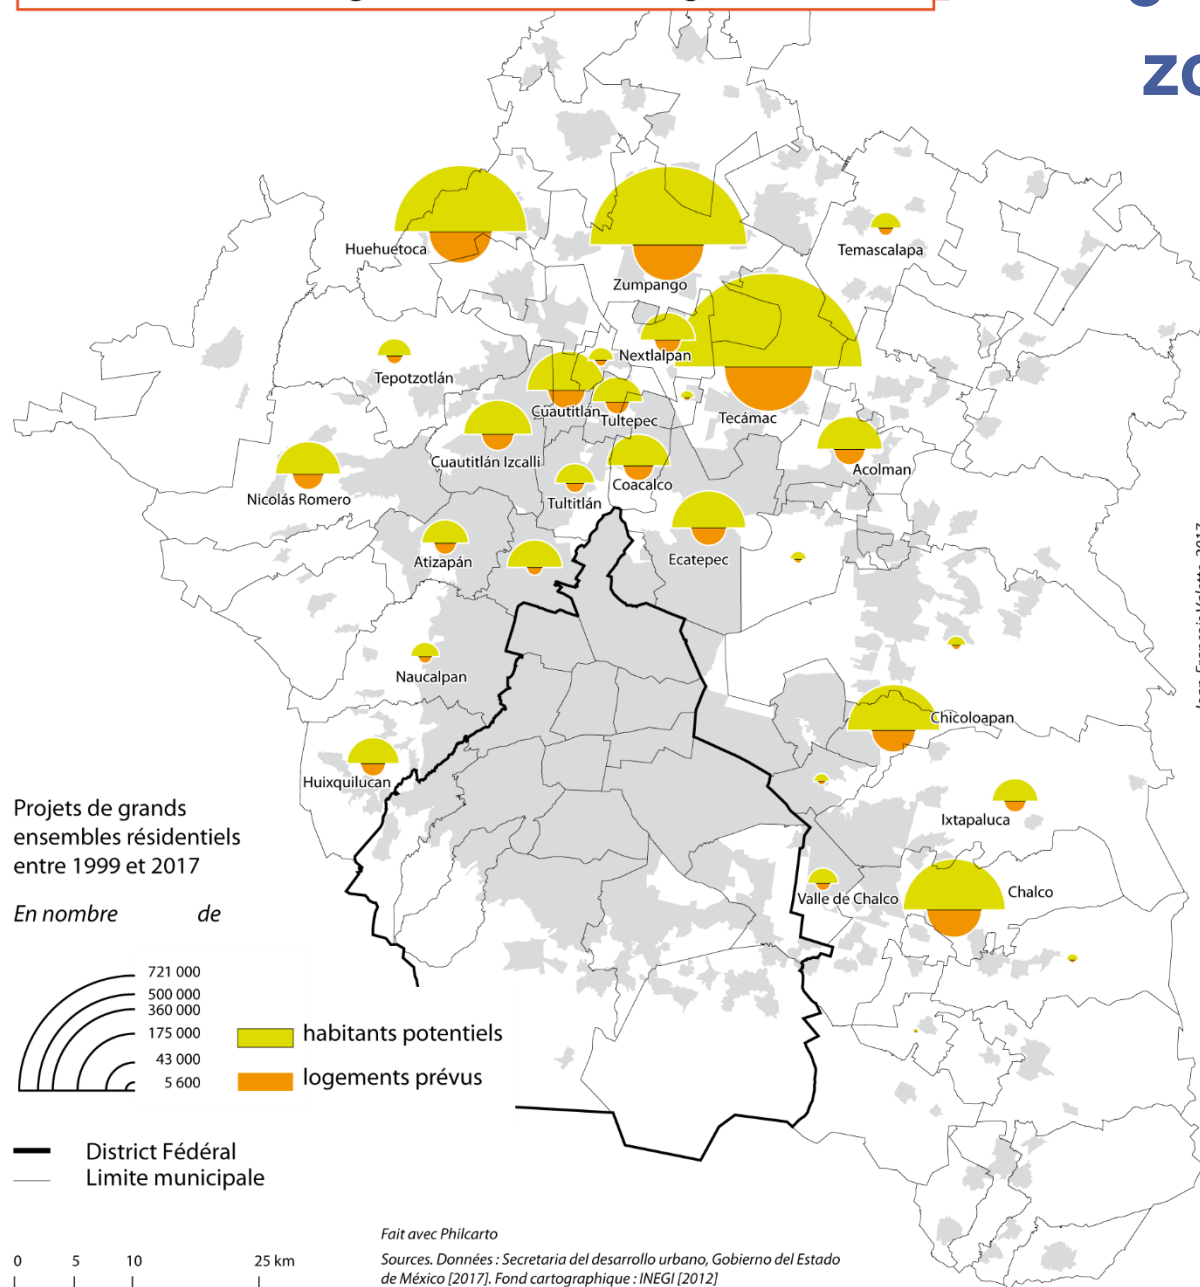 zo
Huehuetoca
Temascalapa
Zumpango
Nextlalpan
Tepotzotlán
Cuautitlán
Tultepec
Tecámac
Cuautitlán Izcalli
Acolman
Nicolás Romero
Coacalco
Tultitlán
Atizapán
Ecatepec
Naucalpan
Chicoloapan
Huixquilucan
Ixtapaluca
Valle de Chalco
Chalco
Projets de grands
ensembles résidentiels
entre 1999 et 2017
En nombre de
721 000
500 000
360 000
175 000
43 000
5 600
habitants potentiels
logements prévus
District Fédéral
Limite municipale
0 5 10 25 km
Fait avec Philcarto
Sources. Données : Secretaria del desarrollo urbano, Gobierno del Estado
de México [2017]. Fond cartographique : INEGI [2012]